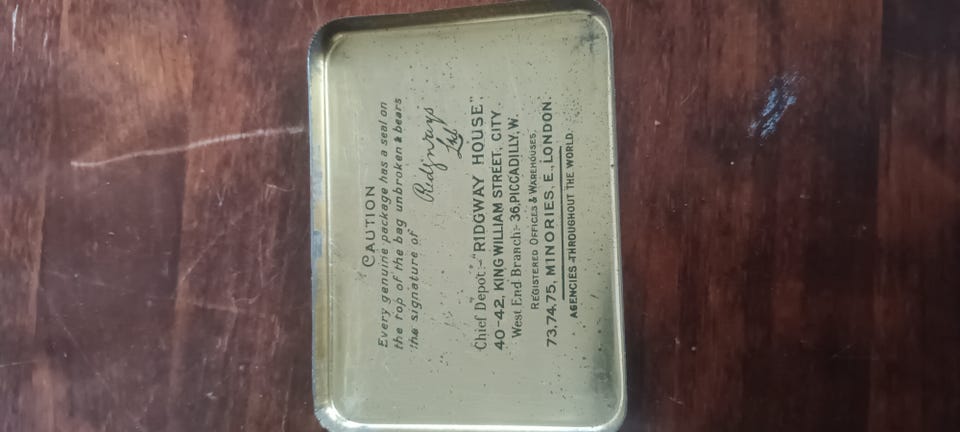 CAUTION
Every genuine package has a seal on
the top of the bag unbroken & bears
the signature of
Ridgways
Ltd
Chief Depôt:- "RIDGWAY HOUSE",
40-42, KING WILLIAM STREET, CITY.
West End Branch:- 36, PICCADILLY, W.
REGISTERED OFFICES & WAREHOUSES,
73,74,75, MINORIES, E., LONDON.
AGENCIES THROUGHOUT THE WORLD.